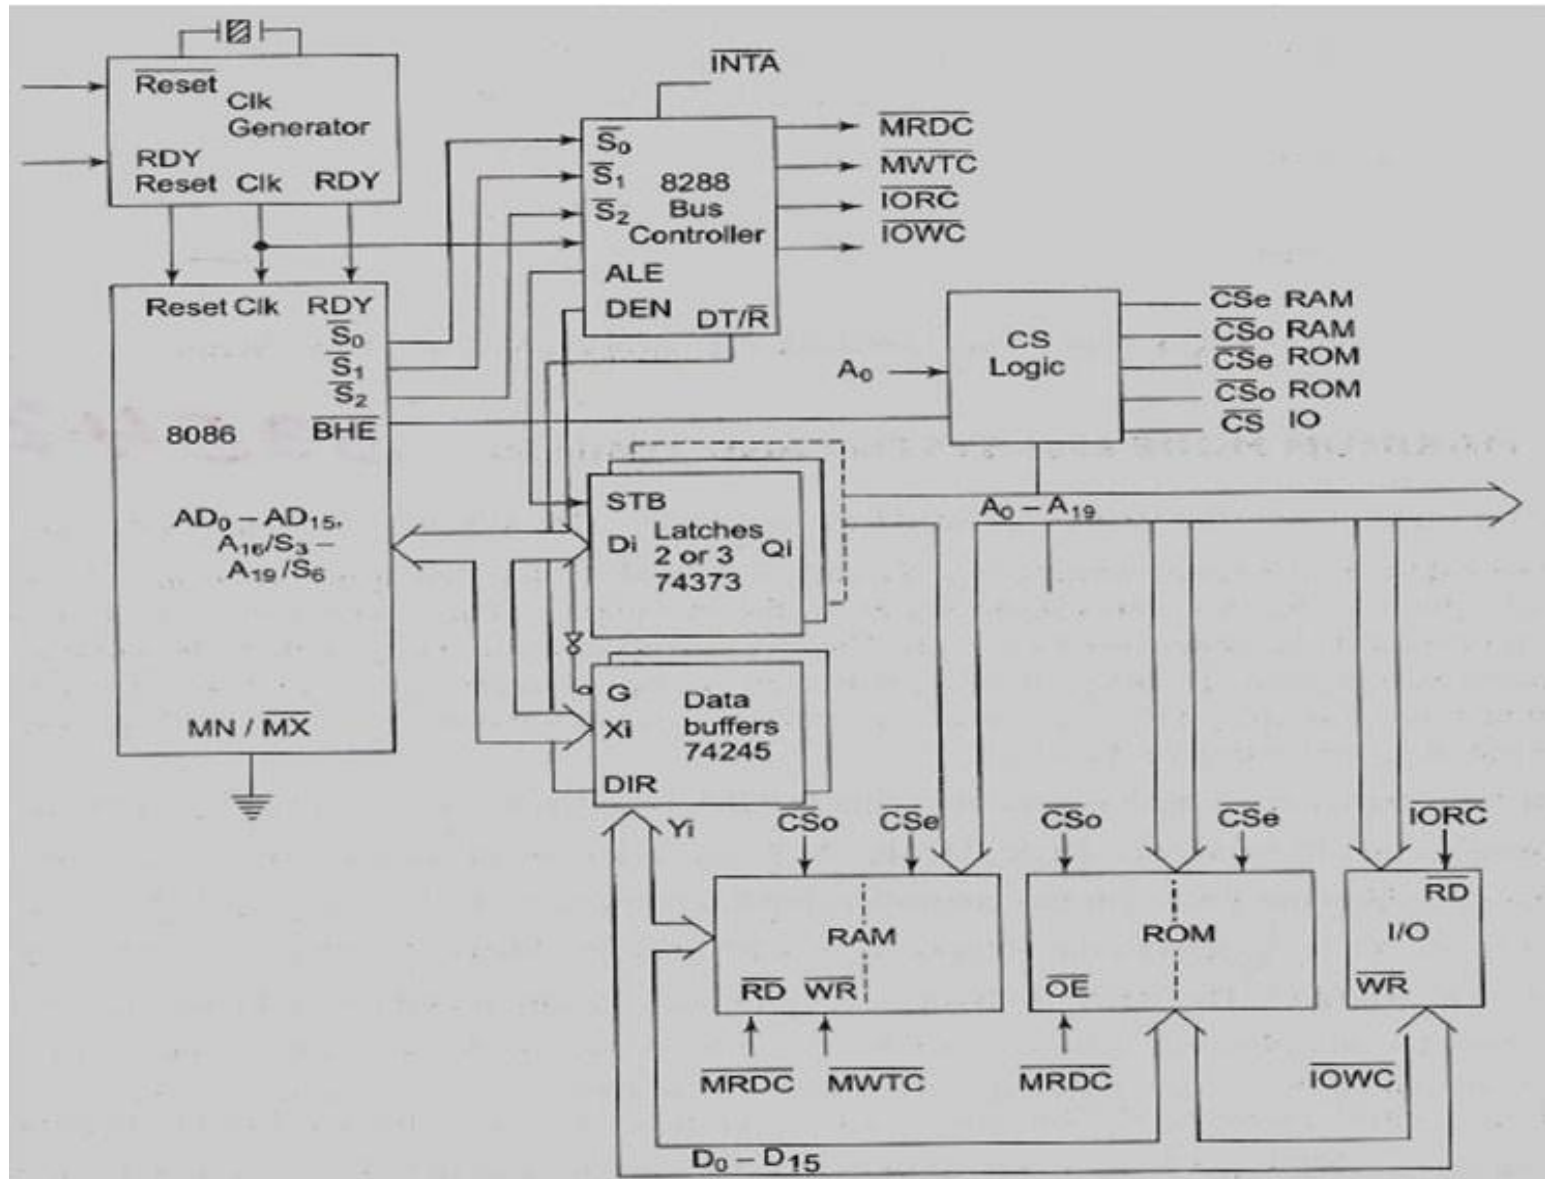 INTA
Reset
Clk
Generator
RDY
Reset Clk RDY
S0
S1
S2
8288
Bus
Controller
ALE
DEN
DT/R
MRDC
MWTC
IORC
IOWC
Reset Clk RDY
S0
S1
S2
BHE
8086
AD0 – AD15,
A16/S3 –
A19/S6
MN / MX
A0
CS
Logic
CSe RAM
CSo RAM
CSe ROM
CSo ROM
CS IO
STB
Di Latches Qi
2 or 3
74373
A0 – A19
G Data
Xi buffers
74245
DIR
Yi
CSo CSe
CSo CSe
IORC
RAM
RD WR
MRDC MWTC
ROM
OE
MRDC
RD
I/O
WR
IOWC
D0 – D15